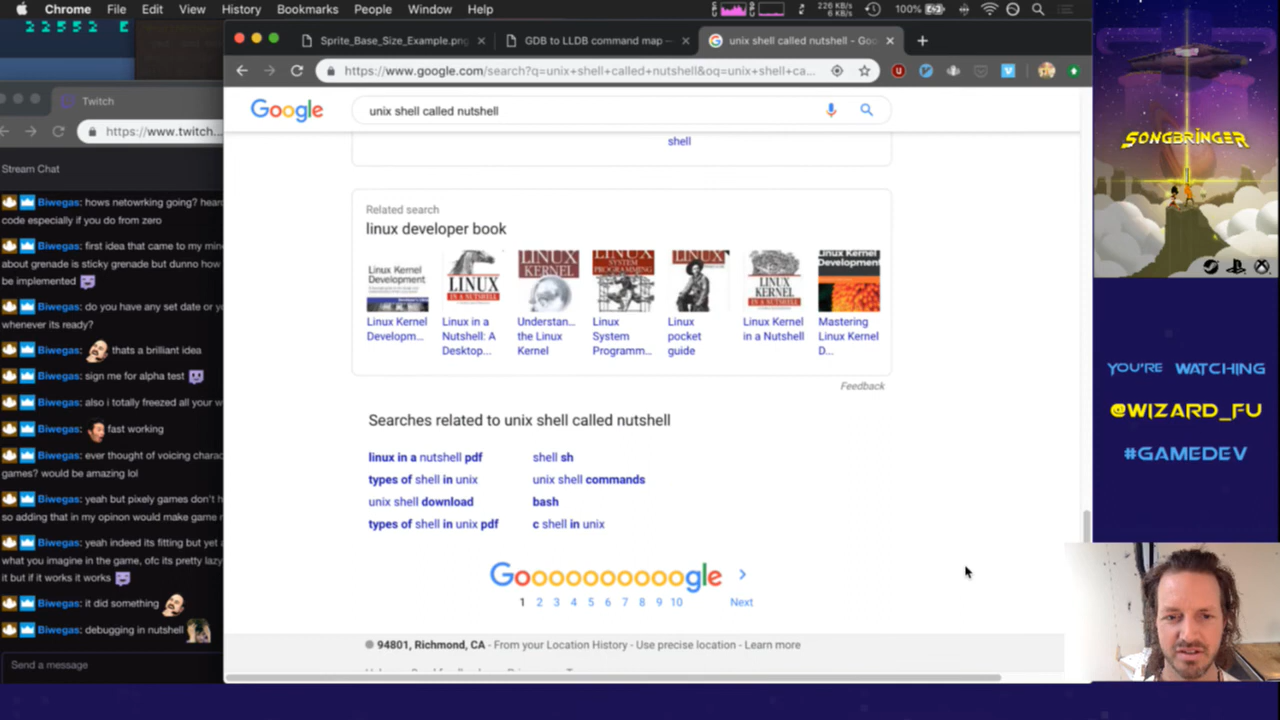 Chrome File Edit View History Bookmarks People Window Help
226 KB/s
6 KB/s
100%
22552 E
Sprite_Base_Size_Example.png
GDB to LLDB command map —
unix shell called nutshell - Goo
https://www.google.com/search?q=unix+shell+called+nutshell&oq=unix+shell+ca...
Google
unix shell called nutshell
shell
Related search
linux developer book
Linux Kernel Developm...
Linux in a Nutshell: A Desktop...
Understan... the Linux Kernel
Linux System Programm...
Linux pocket guide
Linux Kernel in a Nutshell
Mastering Linux Kernel D...
Feedback
Searches related to unix shell called nutshell
linux in a nutshell pdf
shell sh
types of shell in unix
unix shell commands
unix shell download
bash
types of shell in unix pdf
c shell in unix
Goooooooooogle
1 2 3 4 5 6 7 8 9 10 Next
94801, Richmond, CA - From your Location History - Use precise location - Learn more
Twitch
https://www.twitch...
Stream Chat
Biwegas: hows netowrking going? hear
code especially if you do from zero
Biwegas: first idea that came to my min
about grenade is sticky grenade but dunno how
be implemented
Biwegas: do you have any set date or y
whenever its ready?
Biwegas: thats a brilliant idea
Biwegas: sign me for alpha test
Biwegas: also i totally freezed all your w
Biwegas: fast working
Biwegas: ever thought of voicing charac
games? would be amazing lol
Biwegas: yeah but pixely games don't h
so adding that in my opinon would make game
Biwegas: yeah indeed its fitting but yet
what you imagine in the game, ofc its pretty lazy
it but if it works it works
Biwegas: it did something
Biwegas: debugging in nutshell
Send a message
SONGBRINGER
YOU'RE WATCHING
@WIZARD_FU
#GAMEDEV